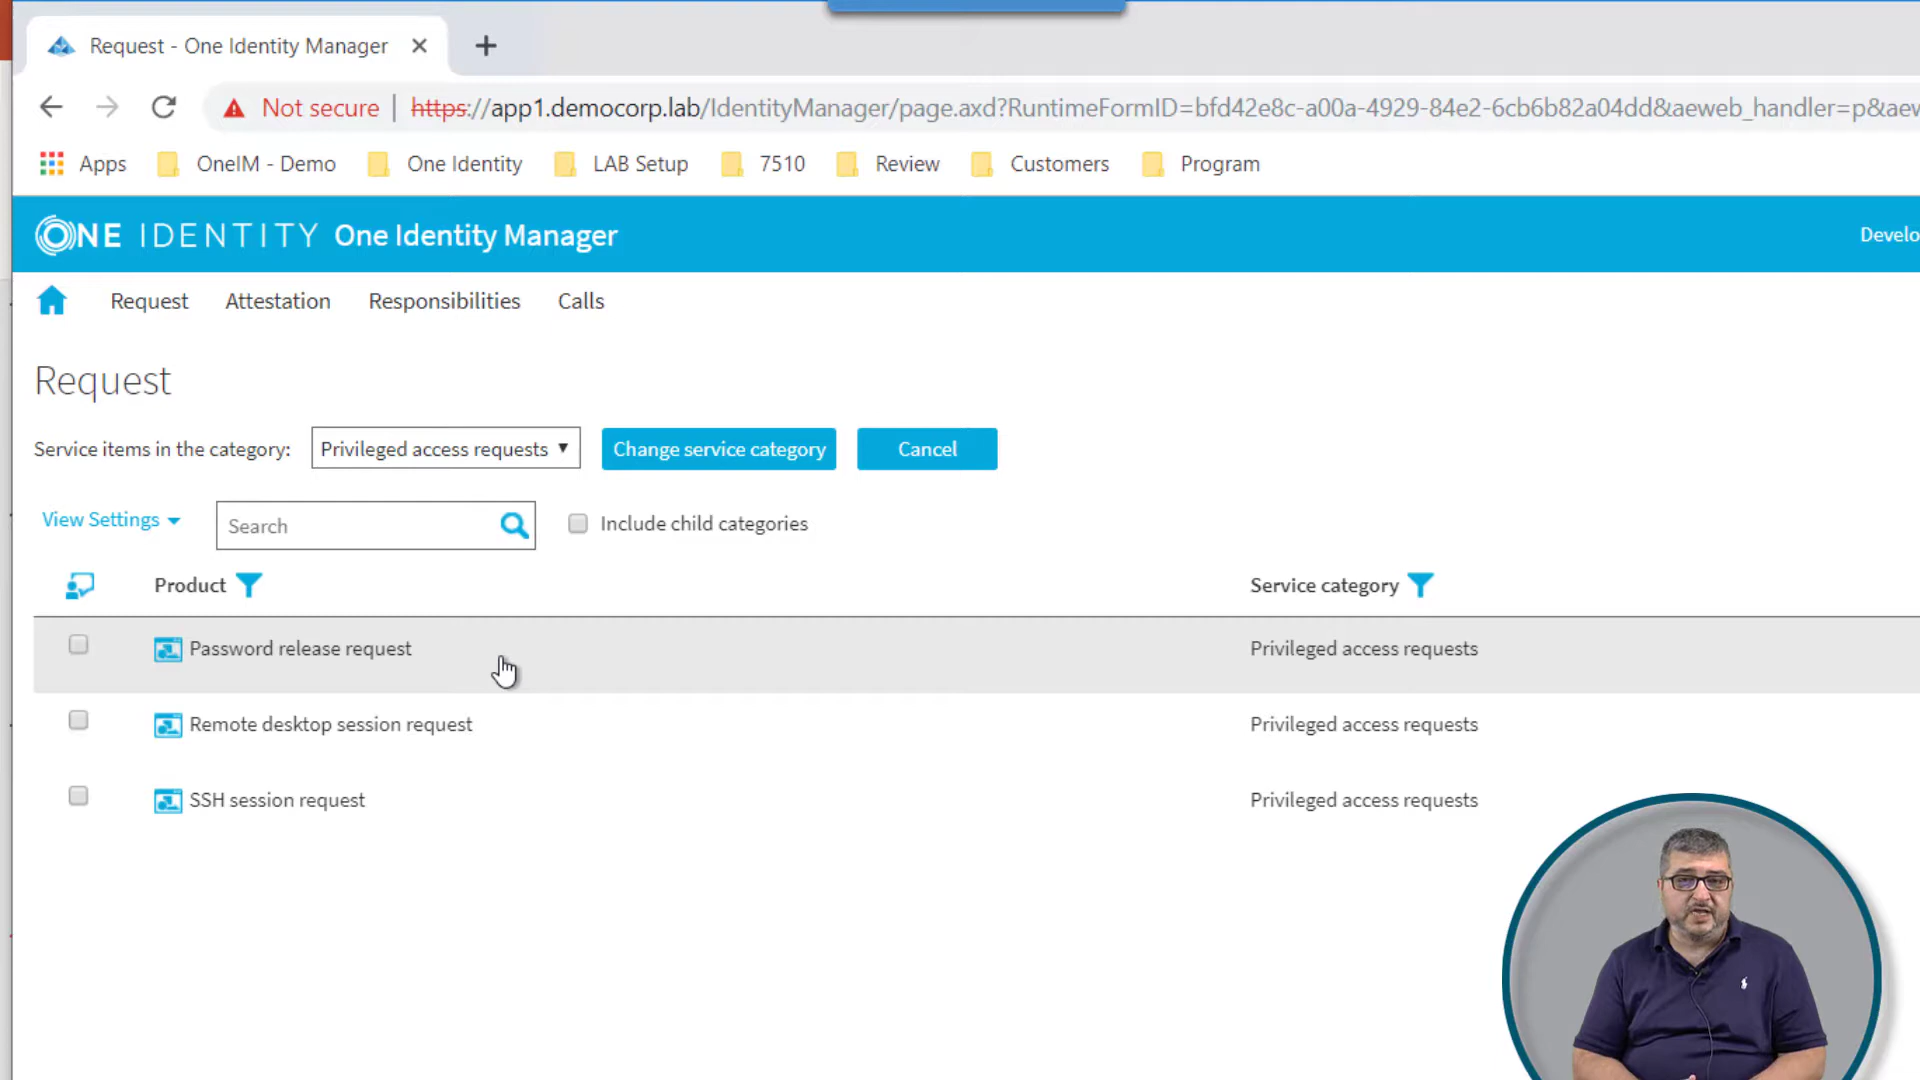 Request - One Identity Manager
Not secure | https://app1.democorp.lab/IdentityManager/page.axd?RuntimeFormID=bfd42e8c-a00a-4929-84e2-6cb6b82a04dd&aeweb_handler=p&aew
Apps OneIM - Demo One Identity LAB Setup 7510 Review Customers Program
ONE IDENTITY One Identity Manager Develo
Request Attestation Responsibilities Calls
Request
Service items in the category: Privileged access requests Change service category Cancel
View Settings Search Include child categories
Product Service category
Password release request Privileged access requests
Remote desktop session request Privileged access requests
SSH session request Privileged access requests